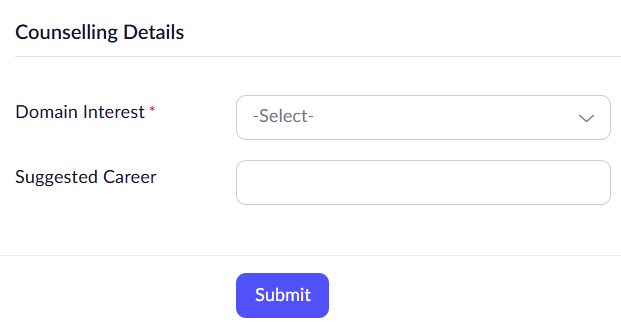 Counselling Details
Domain Interest *
-Select-
Suggested Career
Submit